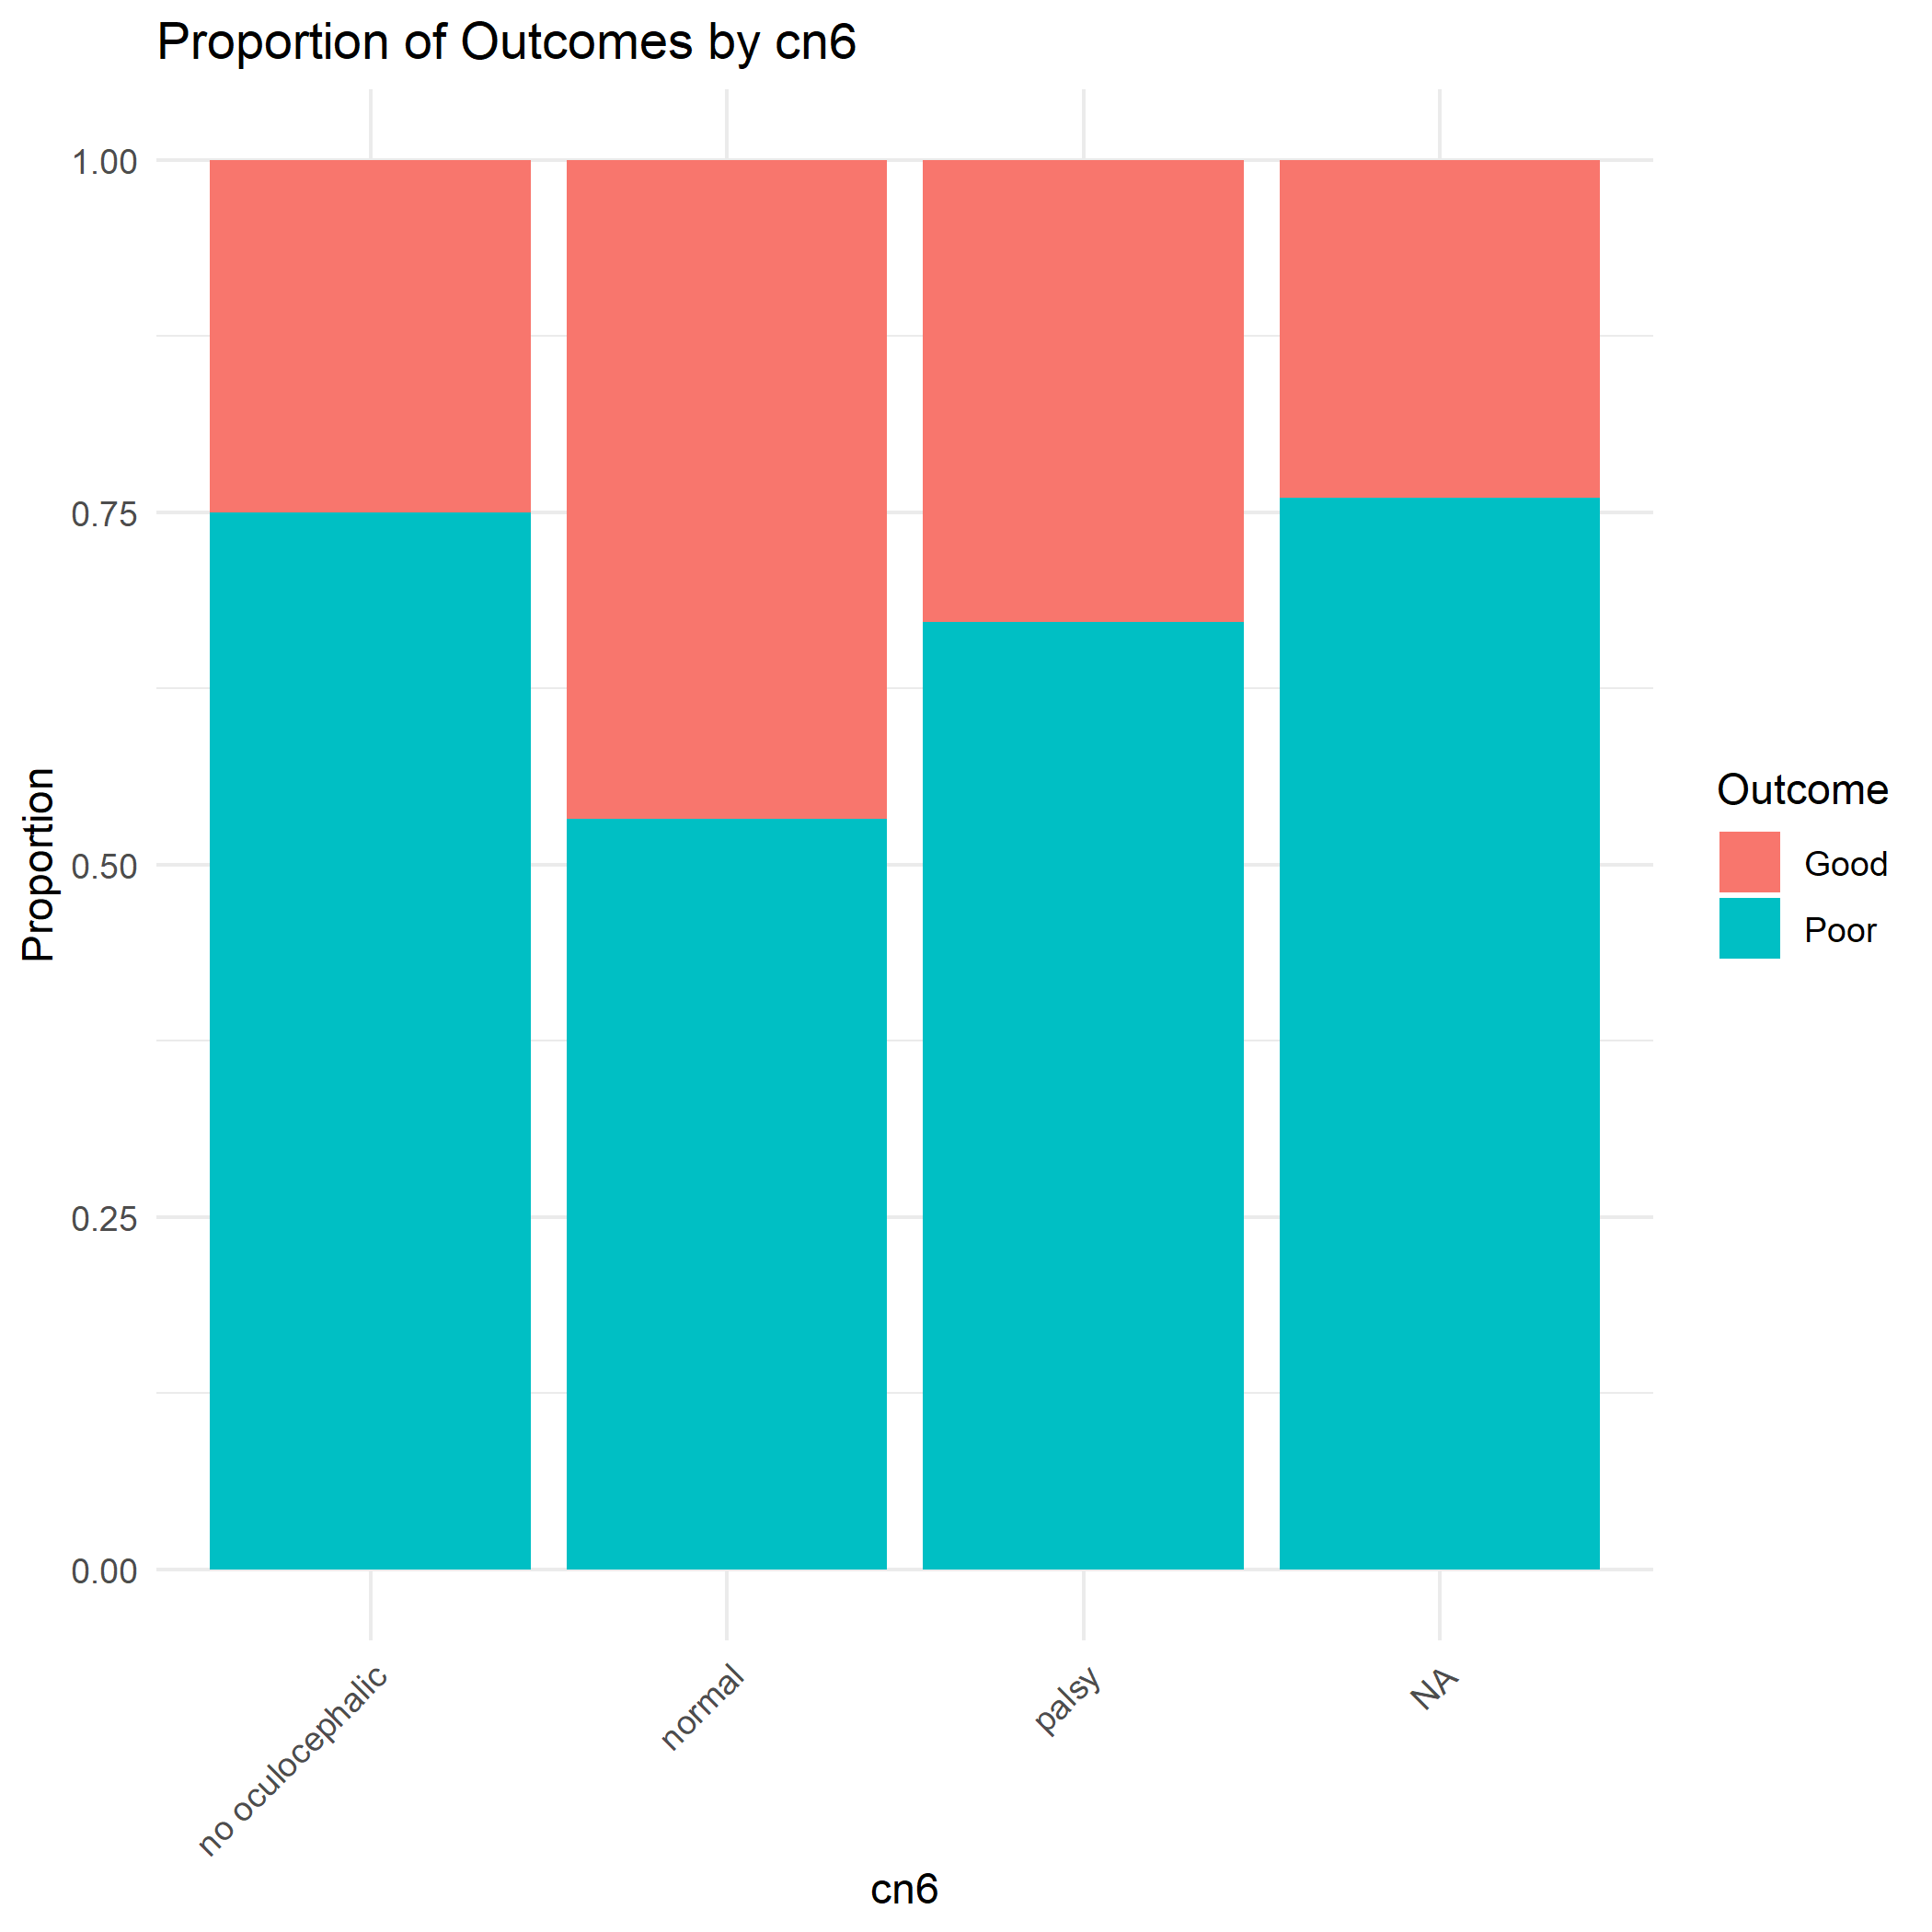 Proportion of Outcomes by cn6
1.00
0.75
0.50
0.25
0.00
Proportion
no oculocephalic
normal
palsy
NA
cn6
Outcome
Good
Poor